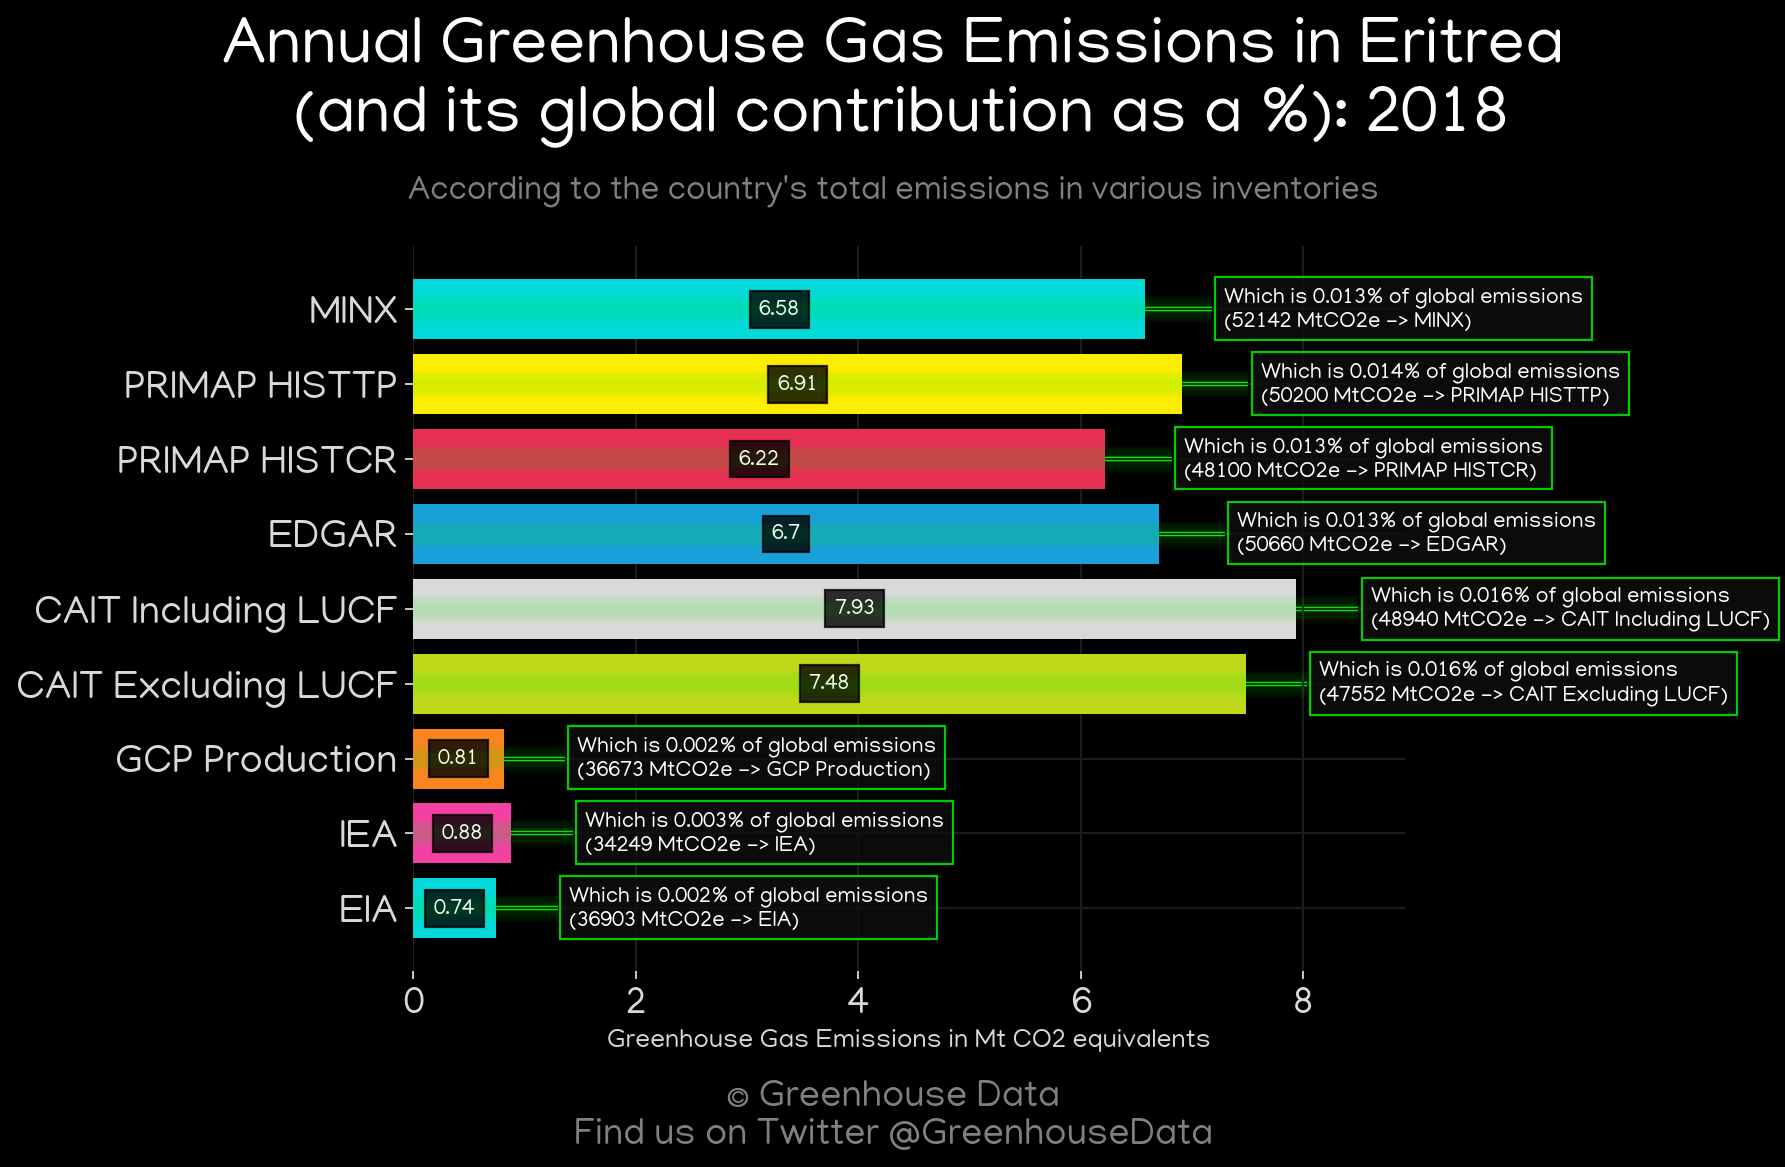 Annual Greenhouse Gas Emissions in Eritrea
(and its global contribution as a %): 2018
According to the country's total emissions in various inventories
MINX
6.58
Which is 0.013% of global emissions
(52142 MtCO2e -> MINX)
PRIMAP HISTTP
6.91
Which is 0.014% of global emissions
(50200 MtCO2e -> PRIMAP HISTTP)
PRIMAP HISTCR
6.22
Which is 0.013% of global emissions
(48100 MtCO2e -> PRIMAP HISTCR)
EDGAR
6.7
Which is 0.013% of global emissions
(50660 MtCO2e -> EDGAR)
CAIT Including LUCF
7.93
Which is 0.016% of global emissions
(48940 MtCO2e -> CAIT Including LUCF)
CAIT Excluding LUCF
7.48
Which is 0.016% of global emissions
(47552 MtCO2e -> CAIT Excluding LUCF)
GCP Production
0.81
Which is 0.002% of global emissions
(36673 MtCO2e -> GCP Production)
IEA
0.88
Which is 0.003% of global emissions
(34249 MtCO2e -> IEA)
EIA
0.74
Which is 0.002% of global emissions
(36903 MtCO2e -> EIA)
0 2 4 6 8
Greenhouse Gas Emissions in Mt CO2 equivalents
© Greenhouse Data
Find us on Twitter @GreenhouseData